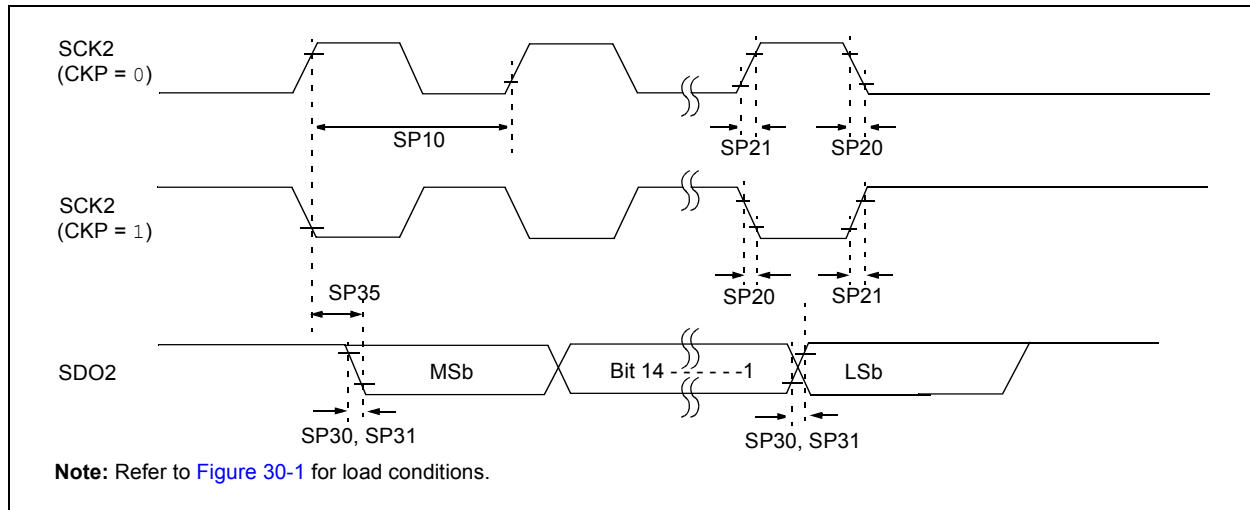 SCK2
(CKP = 0)
SP10
SP21
SP20
SCK2
(CKP = 1)
SP35
SP20
SP21
SDO2
MSb
Bit 14 - - - - - -1
LSb
SP30, SP31
SP30, SP31
Note: Refer to Figure 30-1 for load conditions.